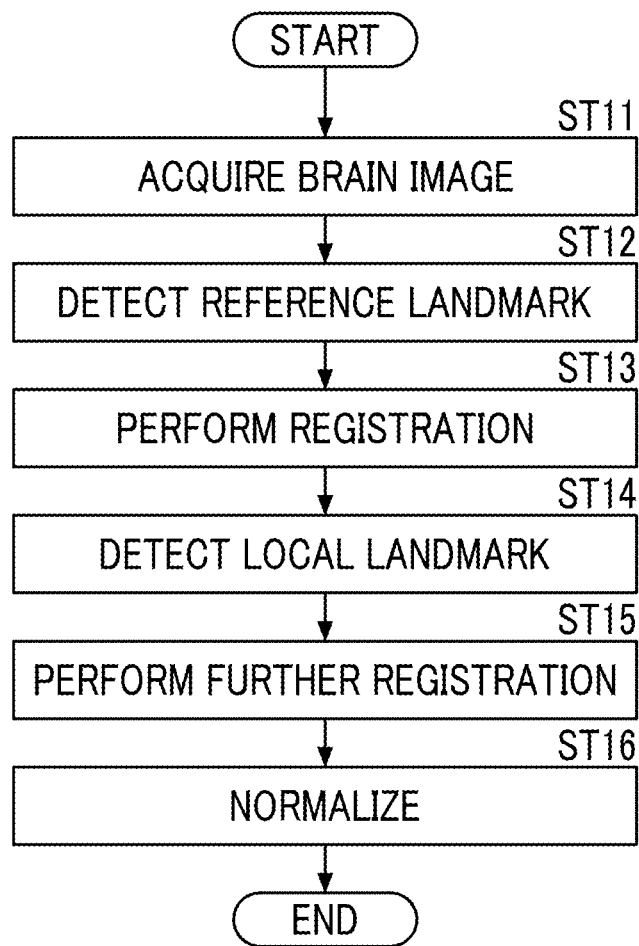 START
ST11
ACQUIRE BRAIN IMAGE
ST12
DETECT REFERENCE LANDMARK
ST13
PERFORM REGISTRATION
ST14
DETECT LOCAL LANDMARK
ST15
PERFORM FURTHER REGISTRATION
ST16
NORMALIZE
END